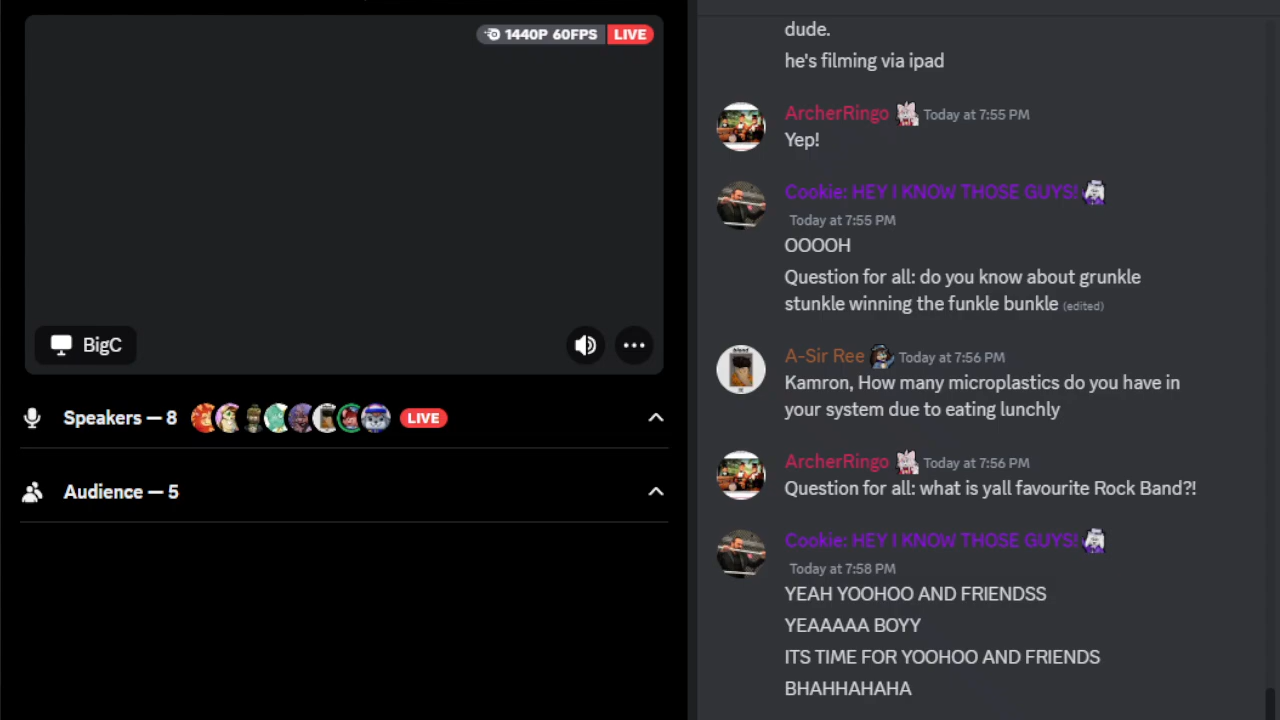 1440P 60FPS LIVE
BigC
Speakers — 8 LIVE
Audience — 5
dude.
he's filming via ipad
ArcherRingo Today at 7:55 PM
Yep!
Cookie: HEY I KNOW THOSE GUYS!
Today at 7:55 PM
OOOOH
Question for all: do you know about grunkle
stunkle winning the funkle bunkle (edited)
A-Sir Ree Today at 7:56 PM
Kamron, How many microplastics do you have in
your system due to eating lunchly
ArcherRingo Today at 7:56 PM
Question for all: what is yall favourite Rock Band?!
Cookie: HEY I KNOW THOSE GUYS!
Today at 7:58 PM
YEAH YOOHOO AND FRIENDSS
YEAAAAA BOYY
ITS TIME FOR YOOHOO AND FRIENDS
BHAHHAHAHA